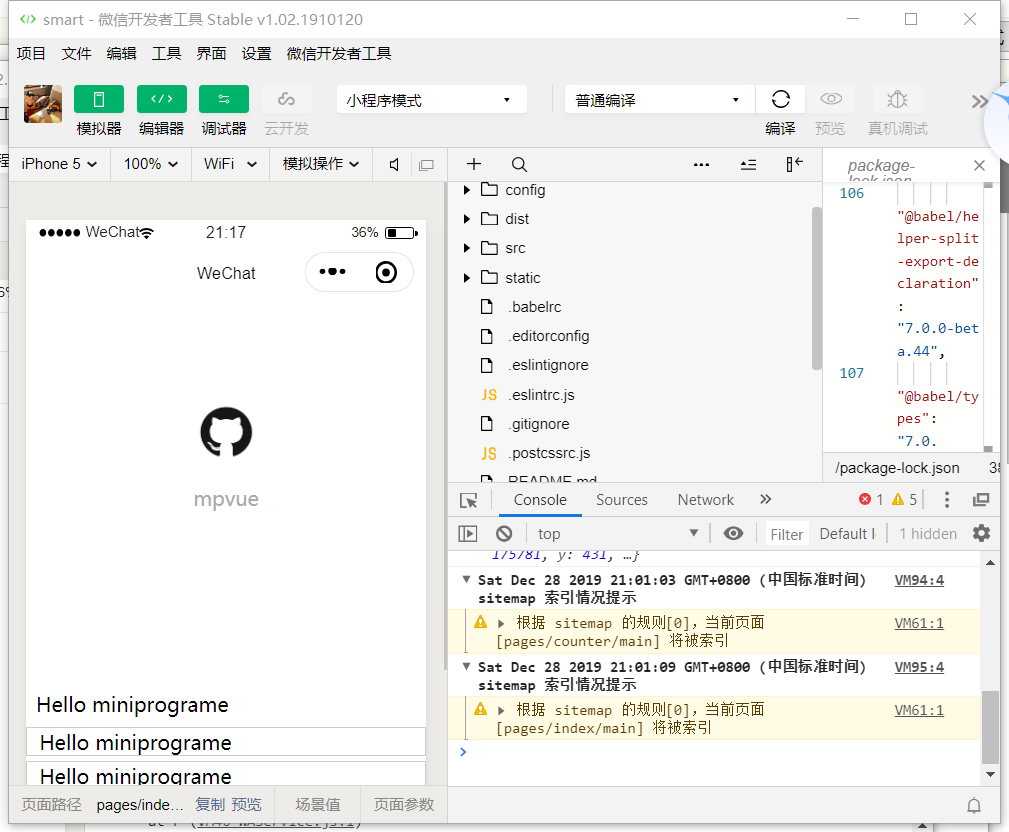 smart - 微信开发者工具 Stable v1.02.1910120
项目 文件 编辑 工具 界面 设置 微信开发者工具
小程序模式 普通编译
模拟器 编辑器 调试器 云开发 编译 预览 真机调试
iPhone 5 100% WiFi 模拟操作
WeChat 21:17 36%
WeChat
mpvue
Hello miniprograme
Hello miniprograme
Hello miniprograme
页面路径 pages/inde... 复制 预览 场景值 页面参数
config
dist
src
static
.babelrc
.editorconfig
.eslintignore
JS .eslintrc.js
.gitignore
JS .postcssrc.js
README.md
package-
lock.json
106
"@babel/he
lper-split
-export-de
claration"
:
"7.0.0-bet
a.44",
107
"@babel/ty
pes":
"7.0.
/package-lock.json 38
Console Sources Network 1 5
top Filter Default l 1 hidden
175781, y: 431, …}
Sat Dec 28 2019 21:01:03 GMT+0800 (中国标准时间) VM94:4
sitemap 索引情况提示
根据 sitemap 的规则[0]，当前页面 VM61:1
[pages/counter/main] 将被索引
Sat Dec 28 2019 21:01:09 GMT+0800 (中国标准时间) VM95:4
sitemap 索引情况提示
根据 sitemap 的规则[0]，当前页面 VM61:1
[pages/index/main] 将被索引